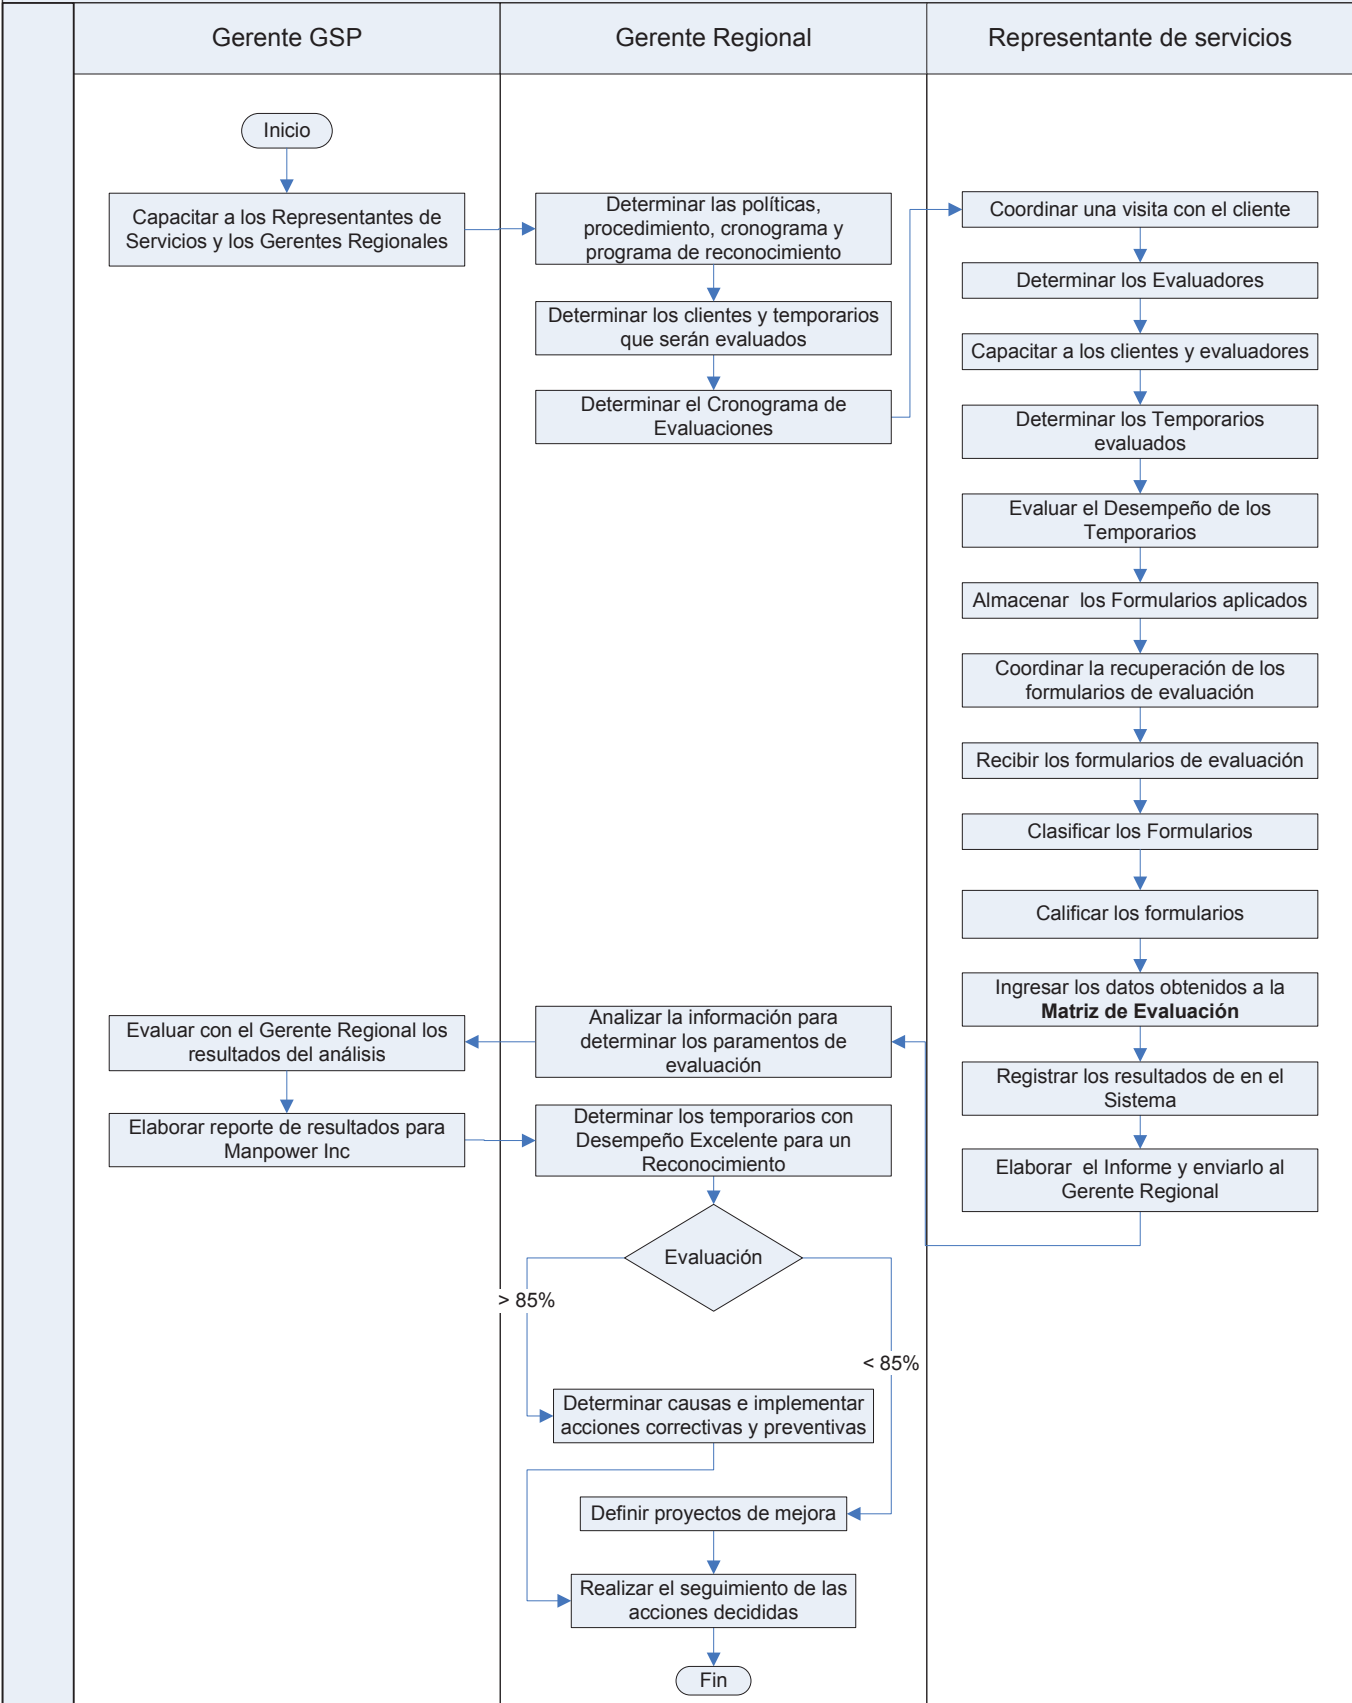 Gerente GSP
Gerente Regional
Representante de servicios
Inicio
Capacitar a los Representantes de
Servicios y los Gerentes Regionales
Determinar las políticas,
procedimiento, cronograma y
programa de reconocimiento
Determinar los clientes y temporarios
que serán evaluados
Determinar el Cronograma de
Evaluaciones
Coordinar una visita con el cliente
Determinar los Evaluadores
Capacitar a los clientes y evaluadores
Determinar los Temporarios
evaluados
Evaluar el Desempeño de los
Temporarios
Almacenar  los Formularios aplicados
Coordinar la recuperación de los
formularios de evaluación
Recibir los formularios de evaluación
Clasificar los Formularios
Calificar los formularios
Ingresar los datos obtenidos a la
Matriz de Evaluación
Registrar los resultados de en el
Sistema
Elaborar  el Informe y enviarlo al
Gerente Regional
Analizar la información para
determinar los paramentos de
evaluación
Evaluar con el Gerente Regional los
resultados del análisis
Elaborar reporte de resultados para
Manpower Inc
Determinar los temporarios con
Desempeño Excelente para un
Reconocimiento
Evaluación
> 85%
< 85%
Determinar causas e implementar
acciones correctivas y preventivas
Definir proyectos de mejora
Realizar el seguimiento de las
acciones decididas
Fin